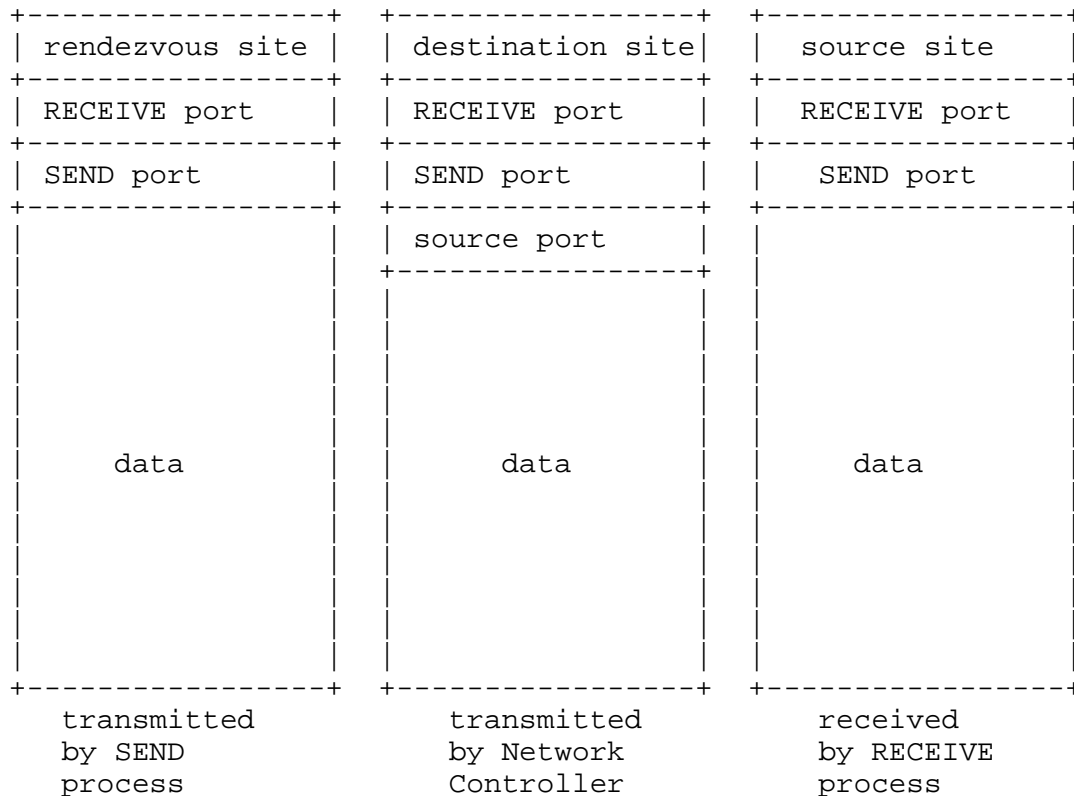 rendezvous site destination site source site
RECEIVE port RECEIVE port RECEIVE port
SEND port SEND port SEND port
source port
data data data
transmitted transmitted received
by SEND by Network by RECEIVE
process Controller process